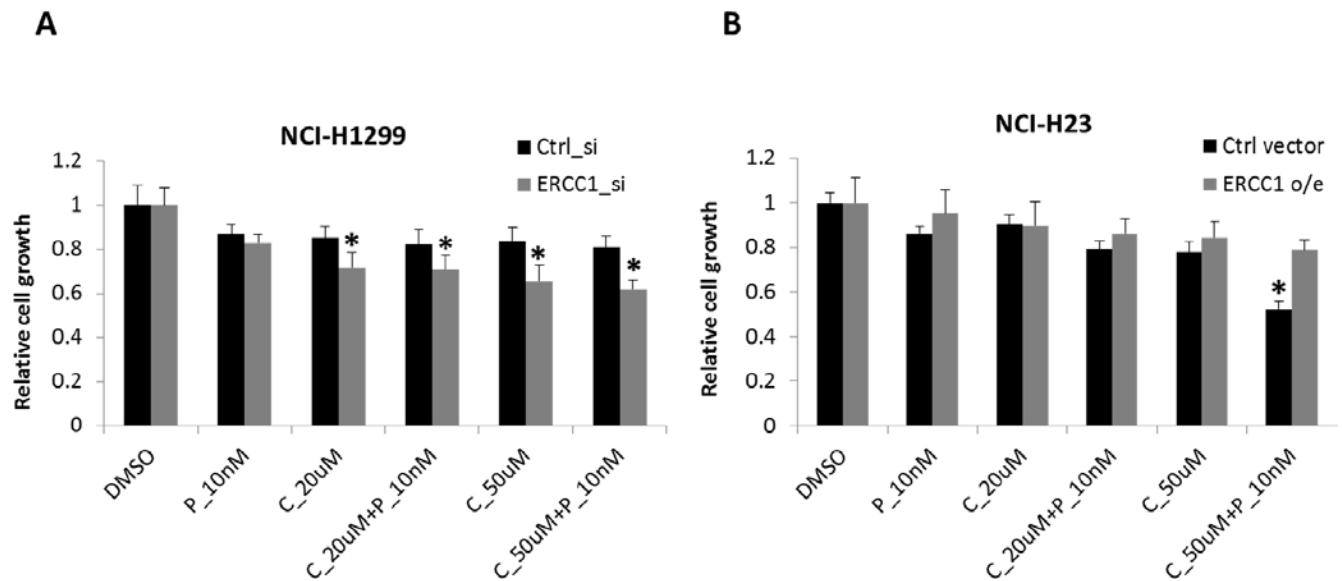 A
NCI-H1299
Ctrl_si
ERCC1_si
Relative cell growth
1.2
1
0.8
0.6
0.4
0.2
0
*
*
*
*
DMSO
P_10nM
C_20uM
C_20uM+P_10nM
C_50uM
C_50uM+P_10nM
B
NCI-H23
Ctrl vector
ERCC1 o/e
Relative cell growth
1.2
1
0.8
0.6
0.4
0.2
0
*
DMSO
P_10nM
C_20uM
C_20uM+P_10nM
C_50uM
C_50uM+P_10nM